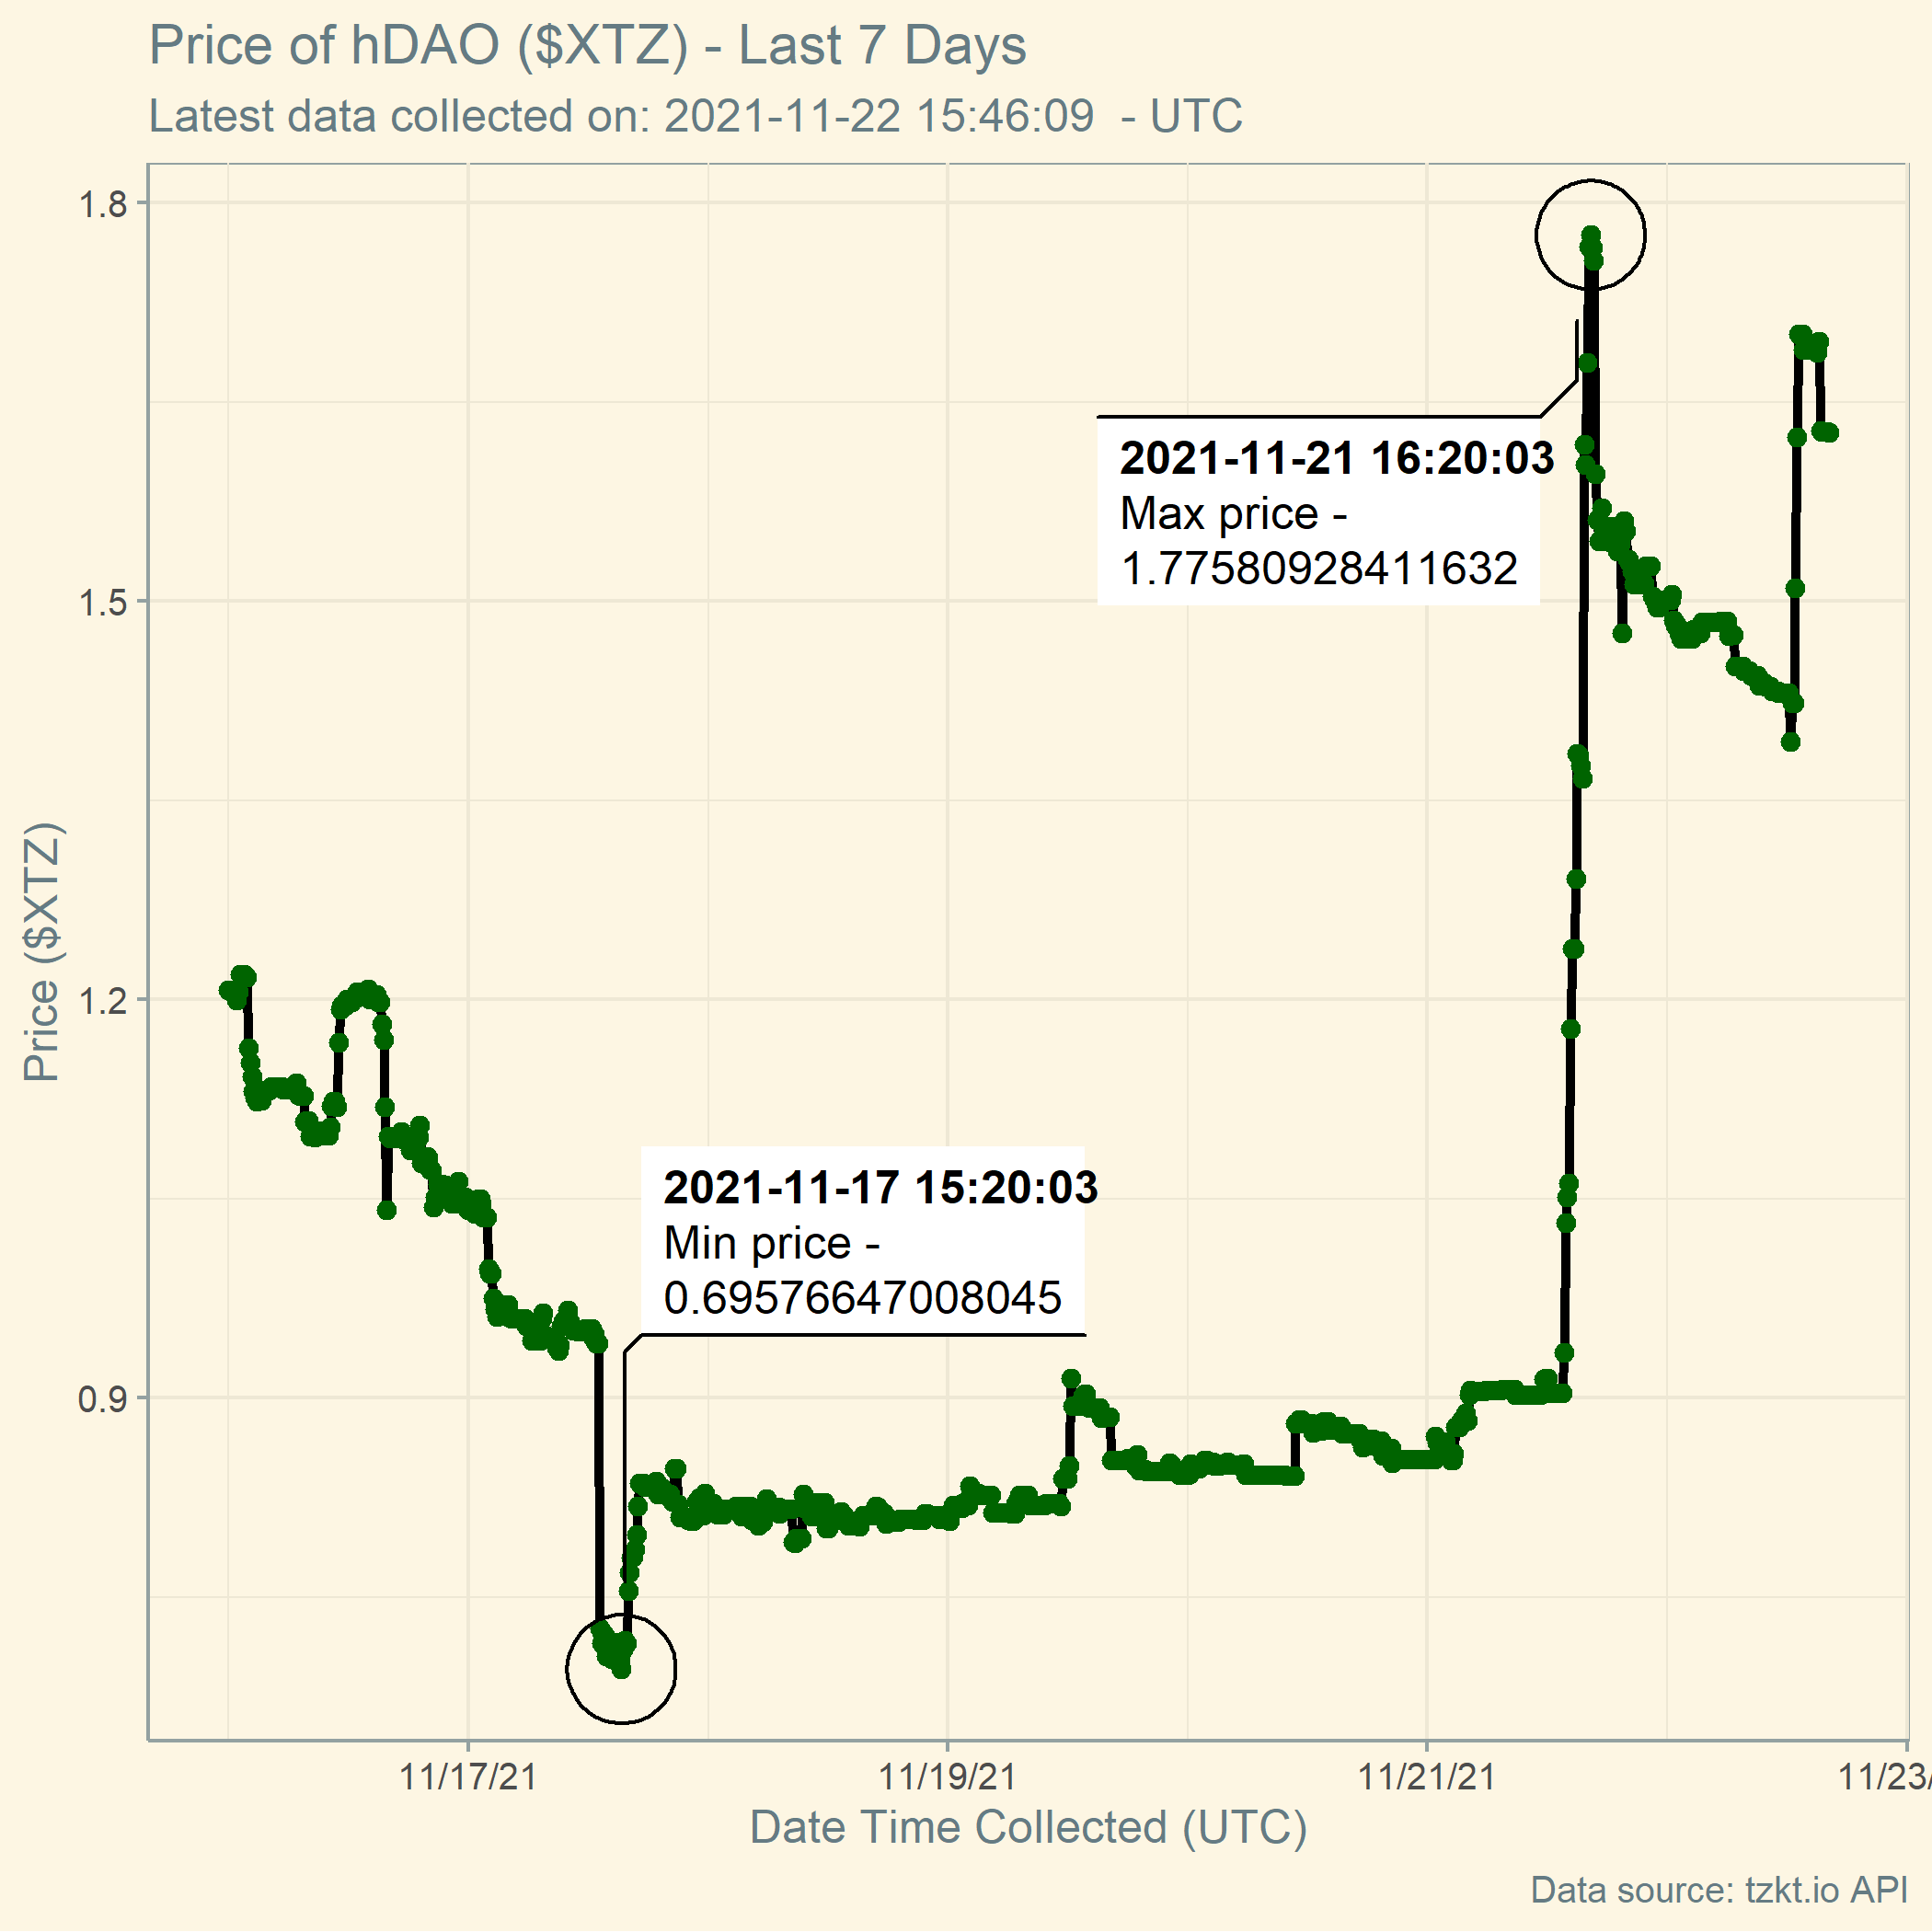 Price of hDAO ($XTZ) - Last 7 Days
Latest data collected on: 2021-11-22 15:46:09  - UTC
1.8
1.5
1.2
0.9
Price ($XTZ)
2021-11-21 16:20:03
Max price -
1.77580928411632
2021-11-17 15:20:03
Min price -
0.69576647008045
11/17/21
11/19/21
11/21/21
11/23/
Date Time Collected (UTC)
Data source: tzkt.io API